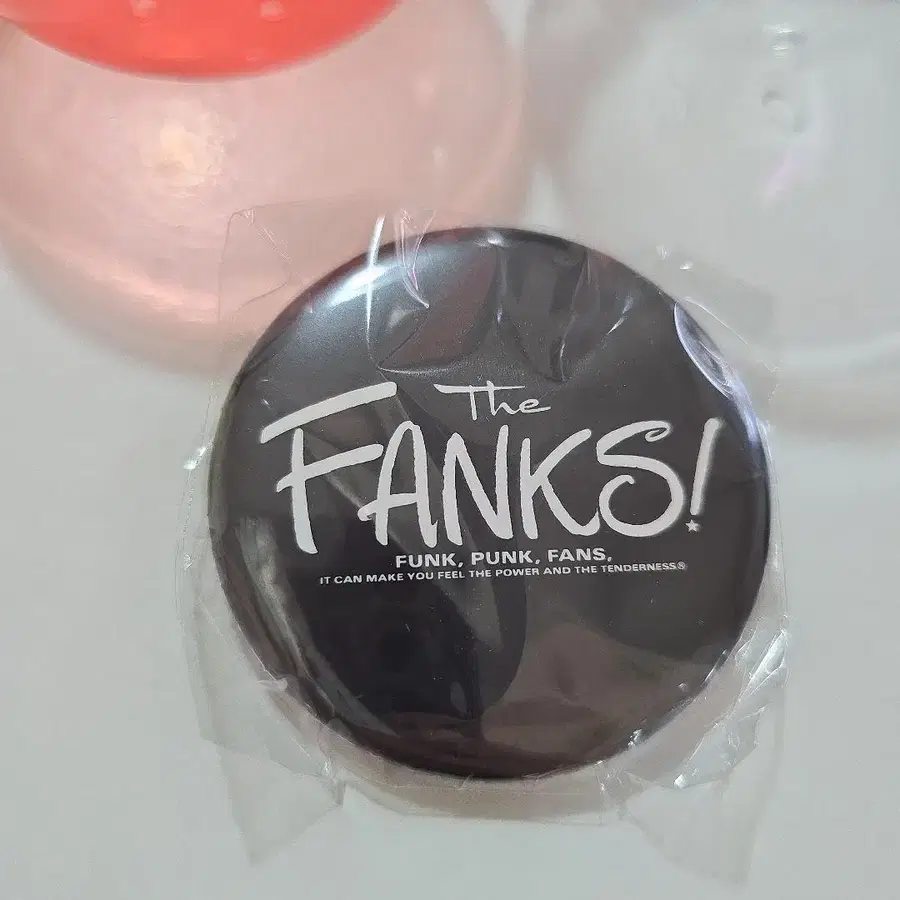 The
FANKS!
FUNK, PUNK, FANS.
IT CAN MAKE YOU FEEL THE POWER AND THE TENDERNESS®